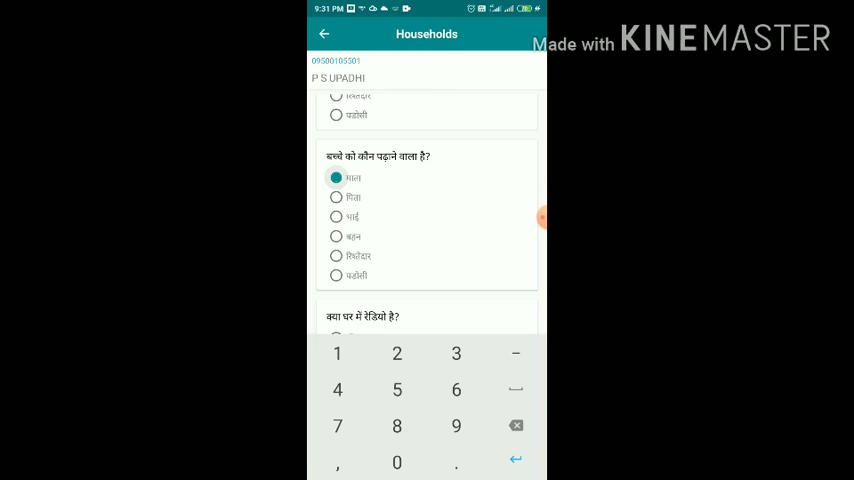 9:31 PM
Made with KINEMASTER
Households
09500105501
P S UPADHI
रिश्तेदार
पडोसी
बच्चे को कौन पढ़ाने वाला है?
माता
पिता
भाई
बहन
रिश्तेदार
पडोसी
क्या घर में रेडियो है?
1 2 3 -
4 5 6
7 8 9
, 0 .